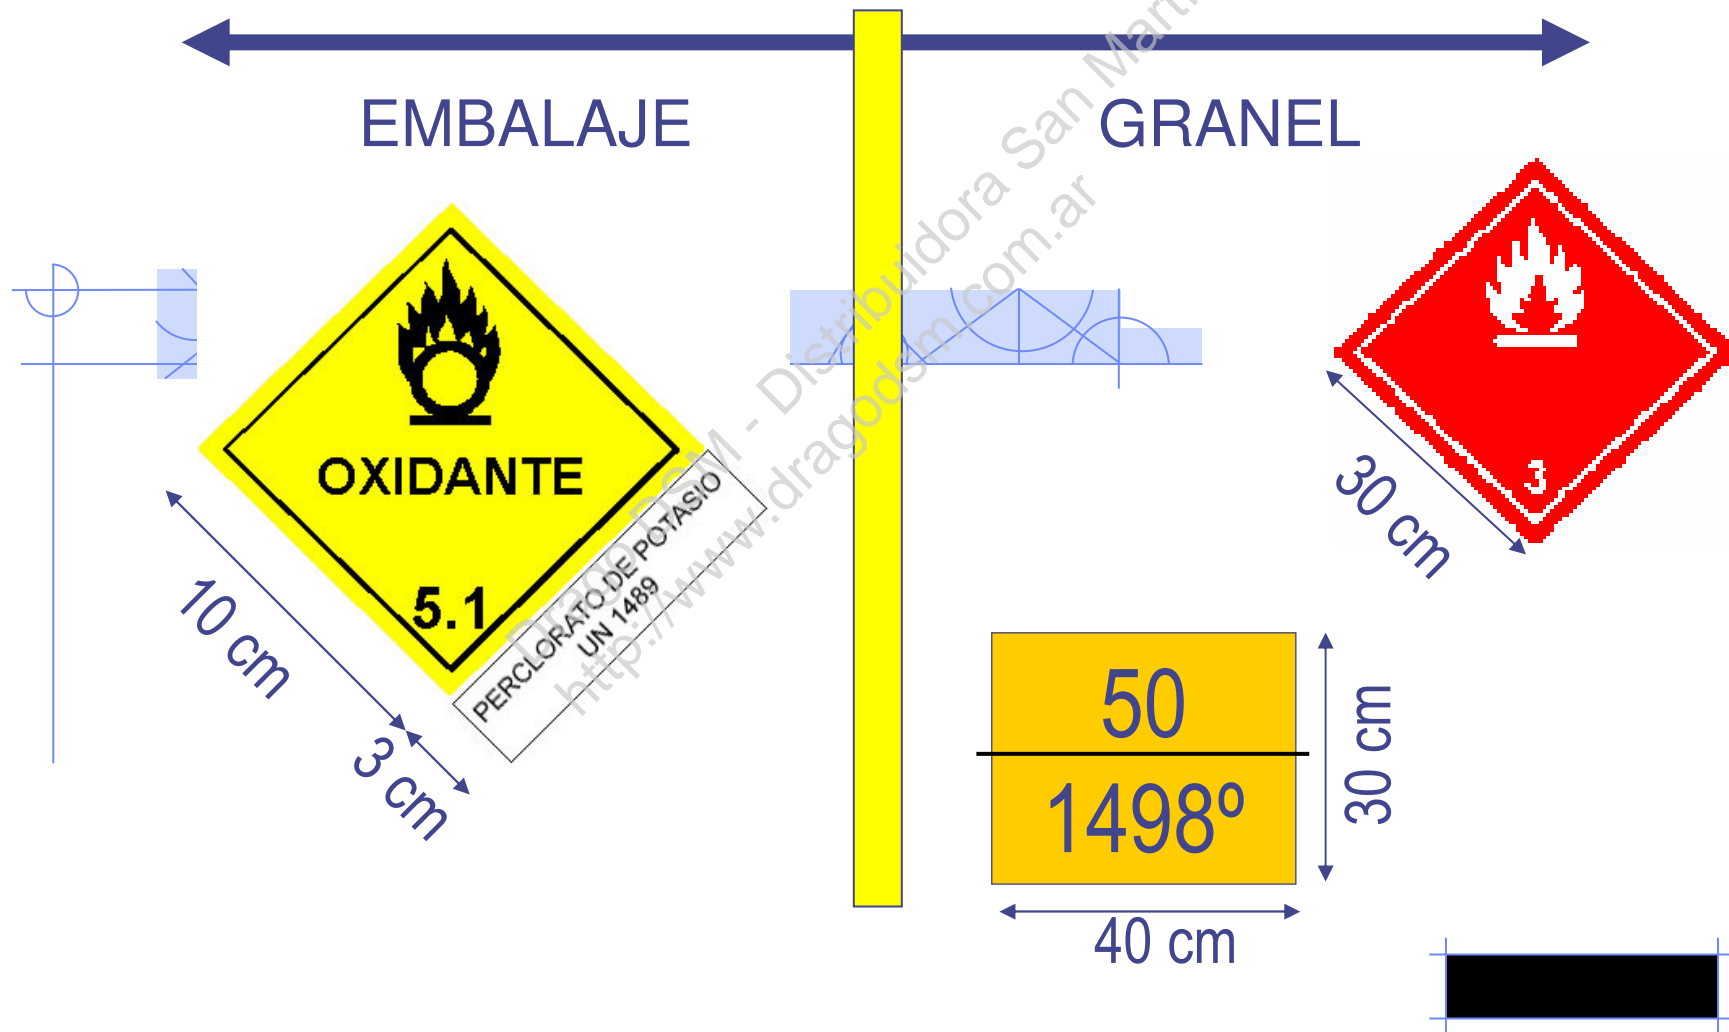 EMBALAJE
GRANEL
OXIDANTE
5.1
PERCLORATO DE POTASIO
UN 1489
10 cm
3 cm
3
30 cm
50
1498º
30 cm
40 cm
Drago DSM - Distribuidora San Mart
http://www.dragodsm.com.ar